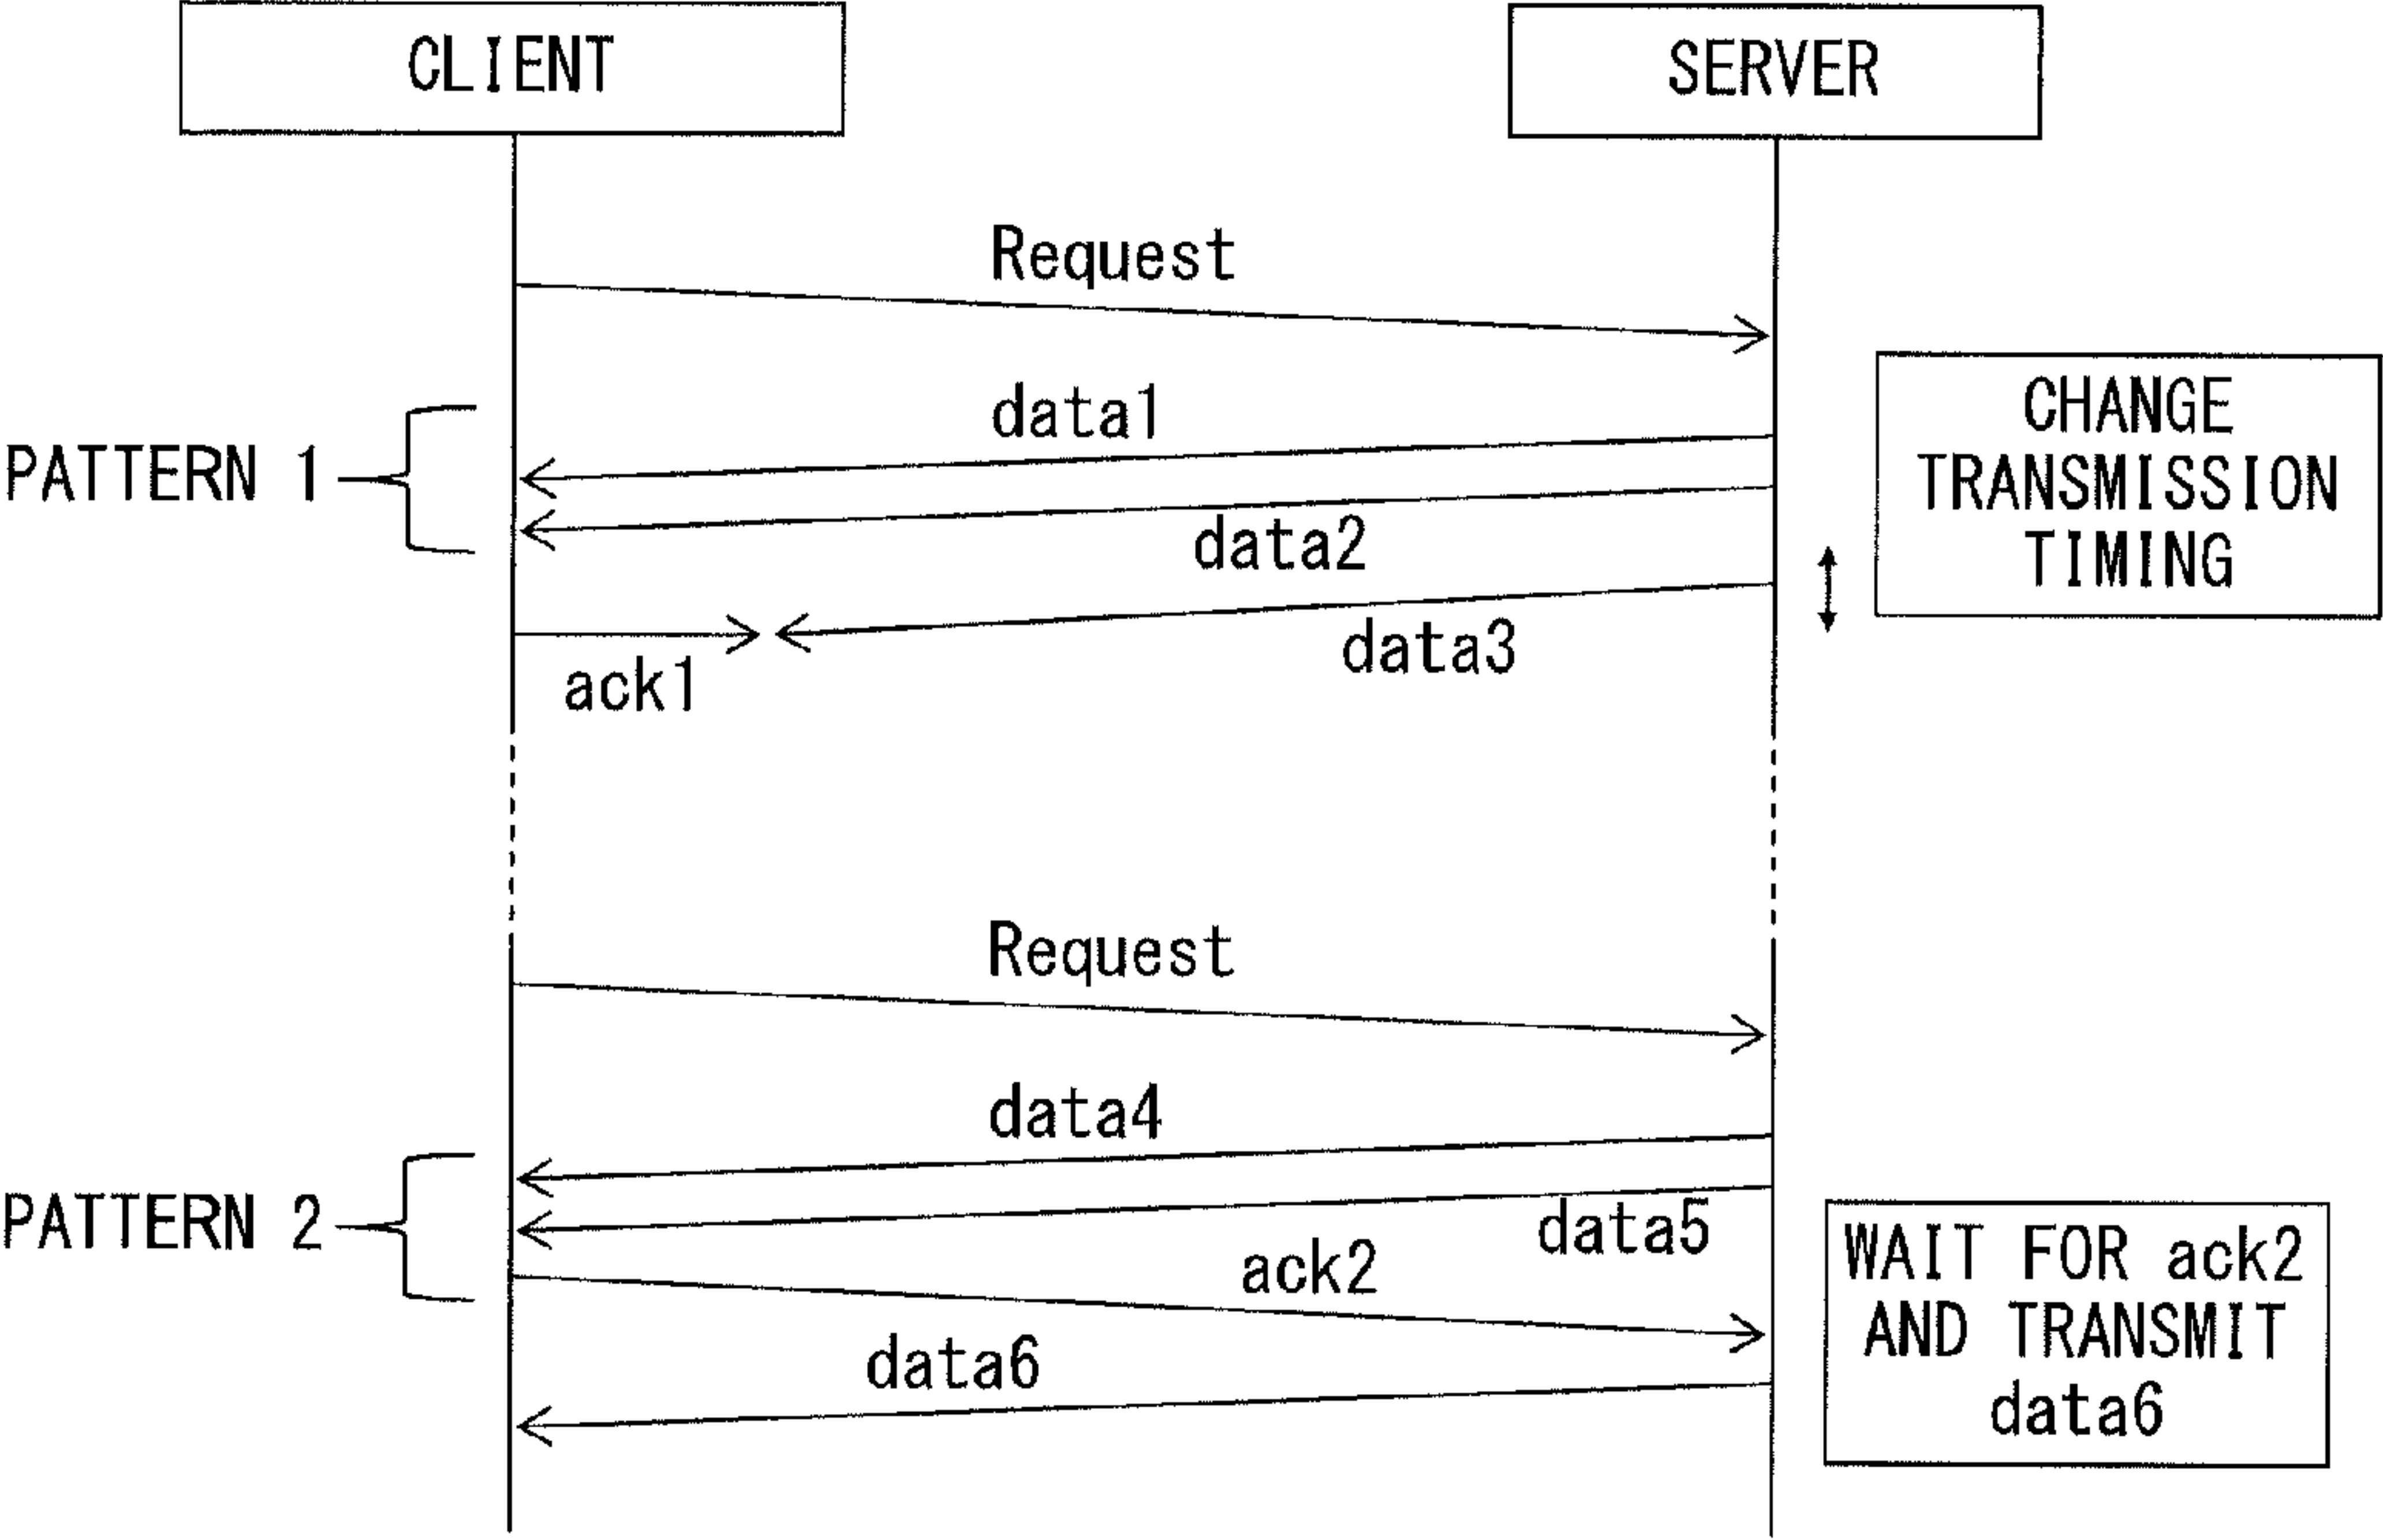 CLIENT
SERVER
Request
data1
CHANGE
TRANSMISSION
TIMING
PATTERN 1
data2
data3
ack1
Request
data4
PATTERN 2
data5
ack2
WAIT FOR ack2
AND TRANSMIT
data6
data6